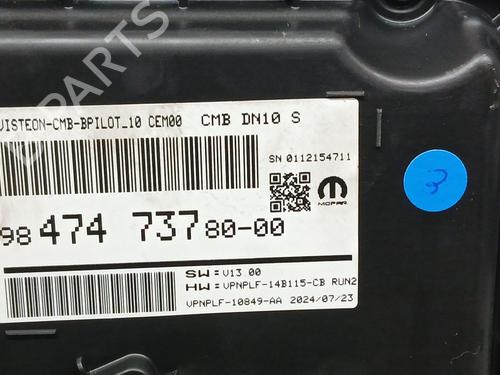 B PARTS
VISTEON-CMB-BPILOT_10 CEM00 CMB DN10 S
SN 0112154711
MOPAR
98 474 737 80-00
3
SW:V13.00
HW:VPNPLF-14B115-CB RUN2
VPNPLF-10849-AA 2024/07/23